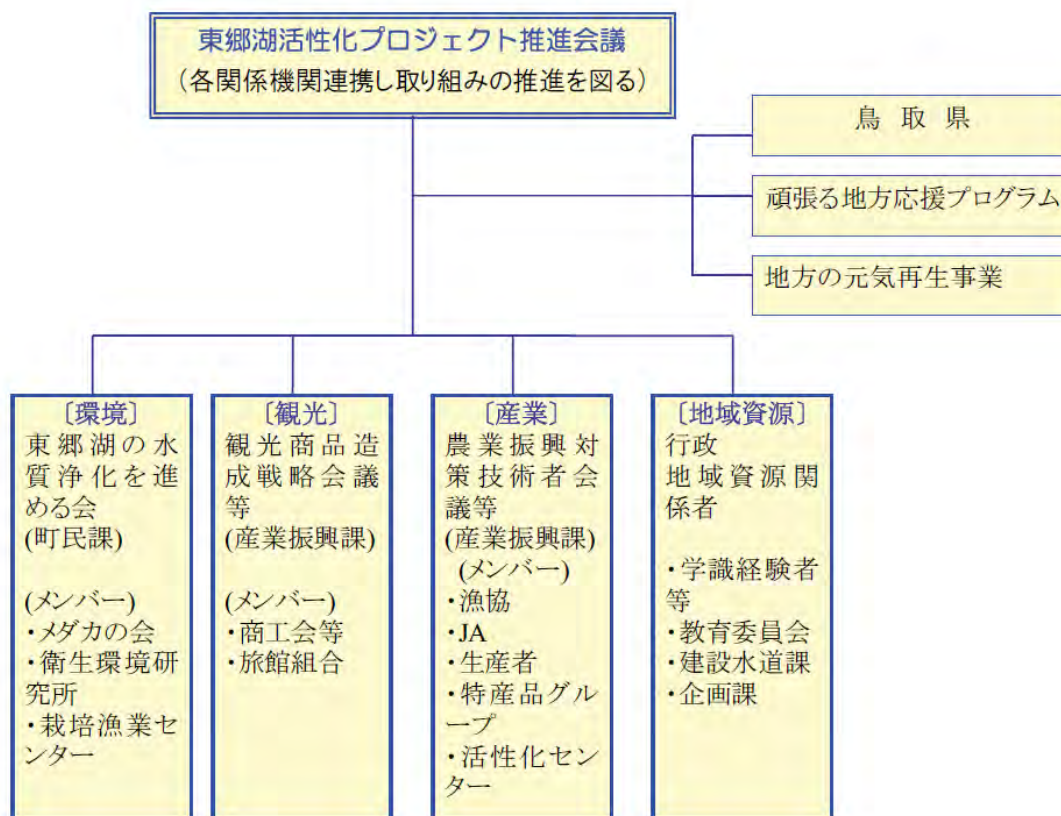 東郷湖活性化プロジェクト推進会議
（各関係機関連携し取り組みの推進を図る）
鳥 取 県
頑張る地方応援プログラム
地方の元気再生事業
〔環境〕
東郷湖の水
質浄化を進
める会
(町民課)
(メンバー)
・メダカの会
・衛生環境研
究所
・栽培漁業セ
ンター
〔観光〕
観光商品造
成戦略会議
等
(産業振興課)
(メンバー)
・商工会等
・旅館組合
〔産業〕
農業振興対
策技術者会
議等
(産業振興課)
(メンバー)
・漁協
・JA
・生産者
・特産品グル
ープ
・活性化セン
ター
〔地域資源〕
行政
地域資源関
係者
・学識経験者
等
・教育委員会
・建設水道課
・企画課